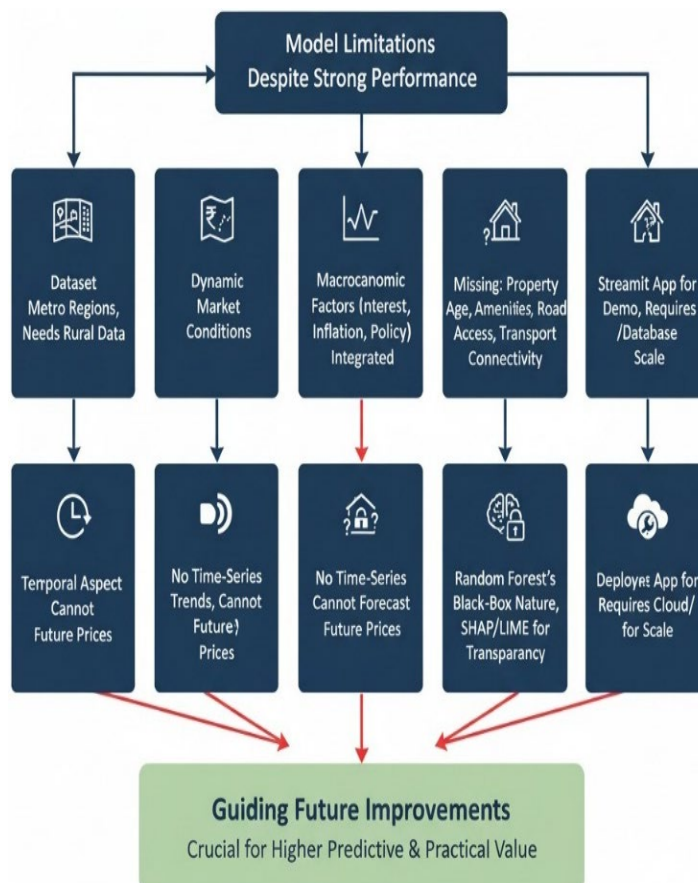 Model Limitations
Despite Strong Performance
Dataset
Metro Regions,
Needs Rural Data
Dynamic
Market
Conditions
Macrocanomic
Factors (nterest,
Inflation, Policy)
Integrated
Missing: Property
Age, Amenities, Road
Access, Transport
Connectivity
Streamit App for
Demo, Requires
/Database
Scale
Temporal Aspect
Cannot
Future Prices
No Time-Series
Trends, Cannot
Future)
Prices
No Time-Series
Cannot Forecast
Future Prices
Random Forest's
Black-Box Nature,
SHAP/LIME for
Transparancy
App for
Requires Cloud/
for Scale
Guiding Future Improvements
Crucial for Higher Predictive & Practical Value